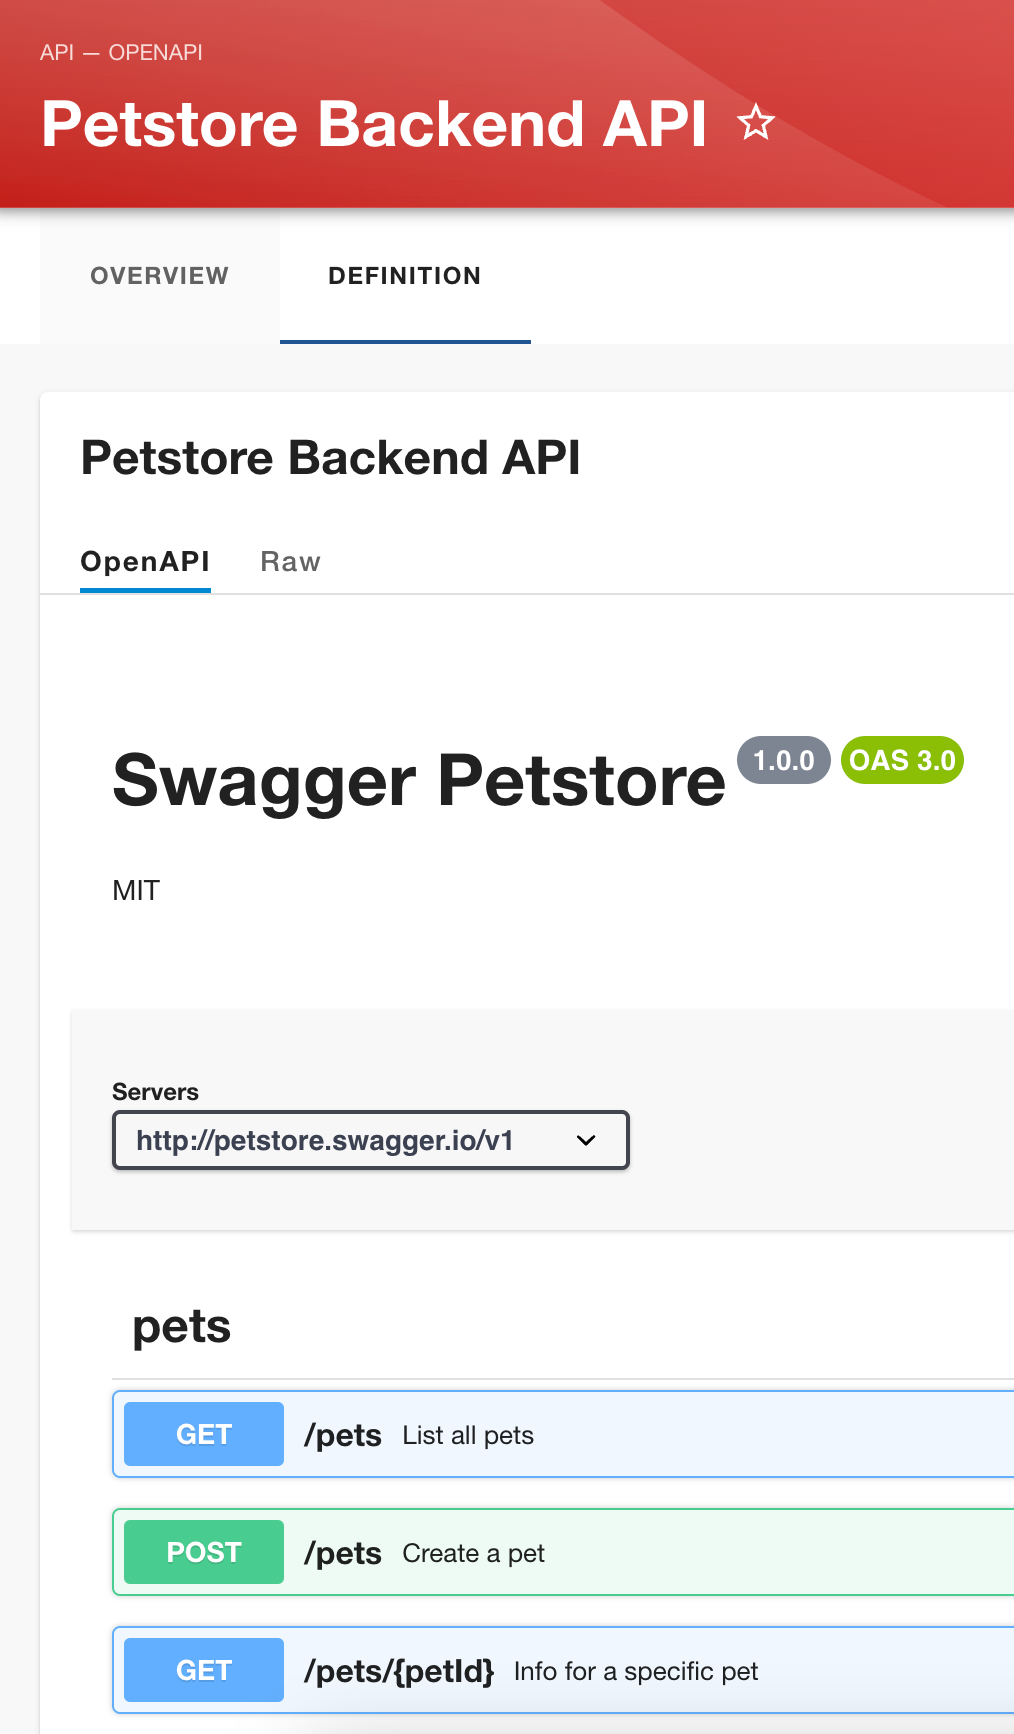 API — OPENAPI
Petstore Backend API
OVERVIEW DEFINITION
Petstore Backend API
OpenAPI Raw
Swagger Petstore 1.0.0 OAS 3.0
MIT
Servers
http://petstore.swagger.io/v1
pets
GET /pets List all pets
POST /pets Create a pet
GET /pets/{petId} Info for a specific pet